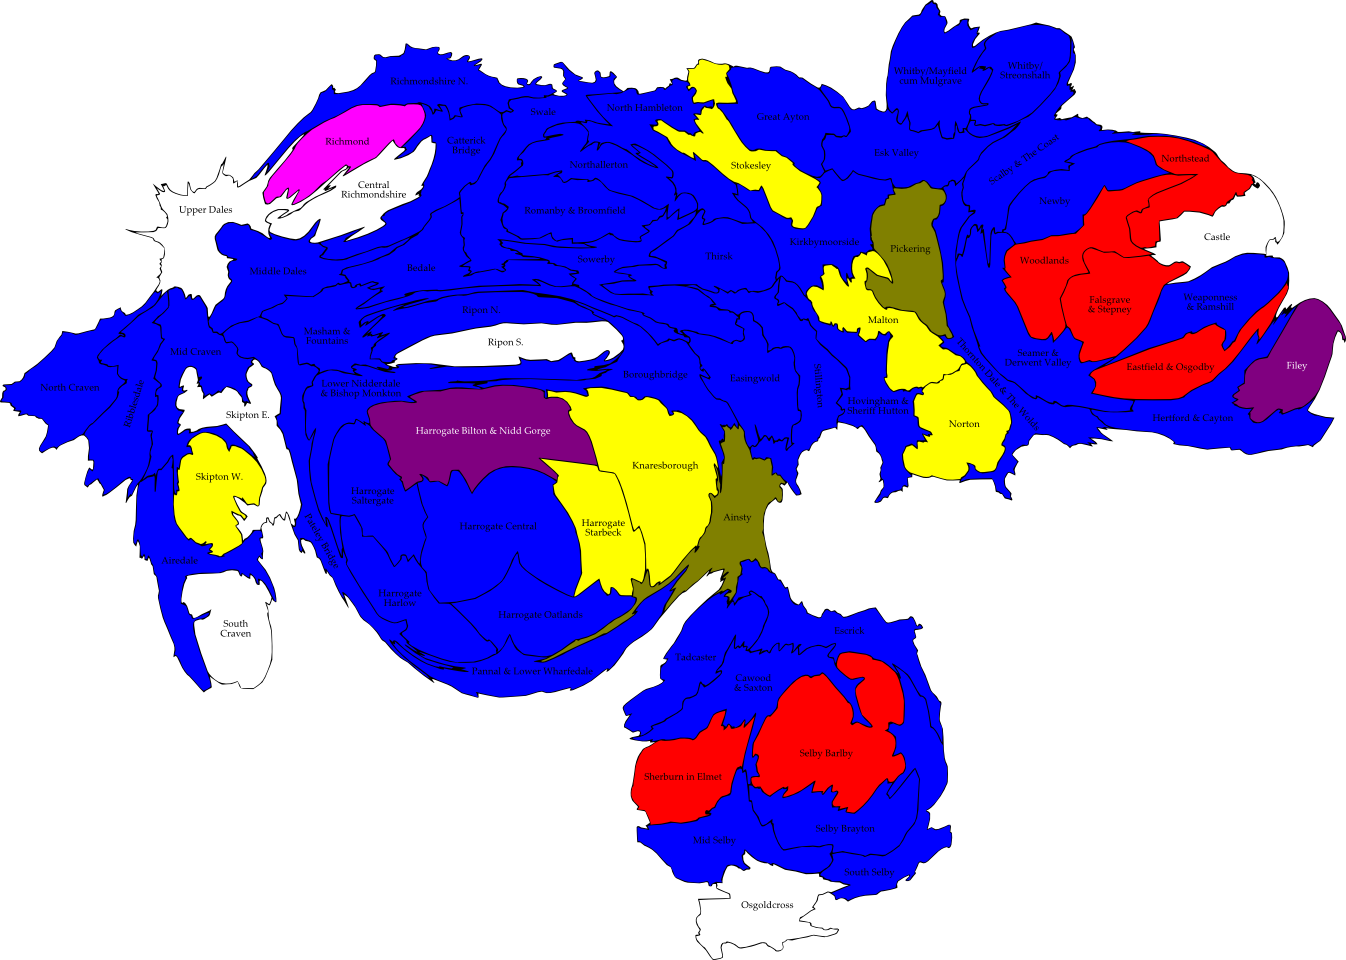 Whitby/Mayfield
cum Mulgrave
Whitby/
Streonshalh
Richmondshire N.
North Hambleton
Swale
Great Ayton
Richmond
Catterick
Bridge
Esk Valley
Northallerton
Stokesley
Northstead
Central
Richmondshire
Newby
Upper Dales
Romanby & Broomfield
Kirkbymoorside
Pickering
Castle
Thirsk
Sowerby
Woodlands
Middle Dales
Bedale
Falsgrave
& Stepney
Weaponness
& Ramshill
Ripon N.
Malton
Masham &
Fountains
Ripon S.
Mid Craven
Seamer &
Derwent Valley
Eastfield & Osgodby
Filey
Boroughbridge
Easingwold
Stillington
Thornton Dale & The Wolds
North Craven
Ribblesdale
Lower Nidderdale
& Bishop Monkton
Hovingham &
Sheriff Hutton
Skipton E.
Hertford & Cayton
Norton
Harrogate Bilton & Nidd Gorge
Knaresborough
Skipton W.
Harrogate
Saltergate
Ainsty
Harrogate Central
Harrogate
Starbeck
Airedale
Harrogate
Harlow
Harrogate Oatlands
South
Craven
Escrick
Tadcaster
Pannal & Lower Wharfedale
Cawood
& Saxton
Selby Barlby
Sherburn in Elmet
Selby Brayton
Mid Selby
South Selby
Osgoldcross